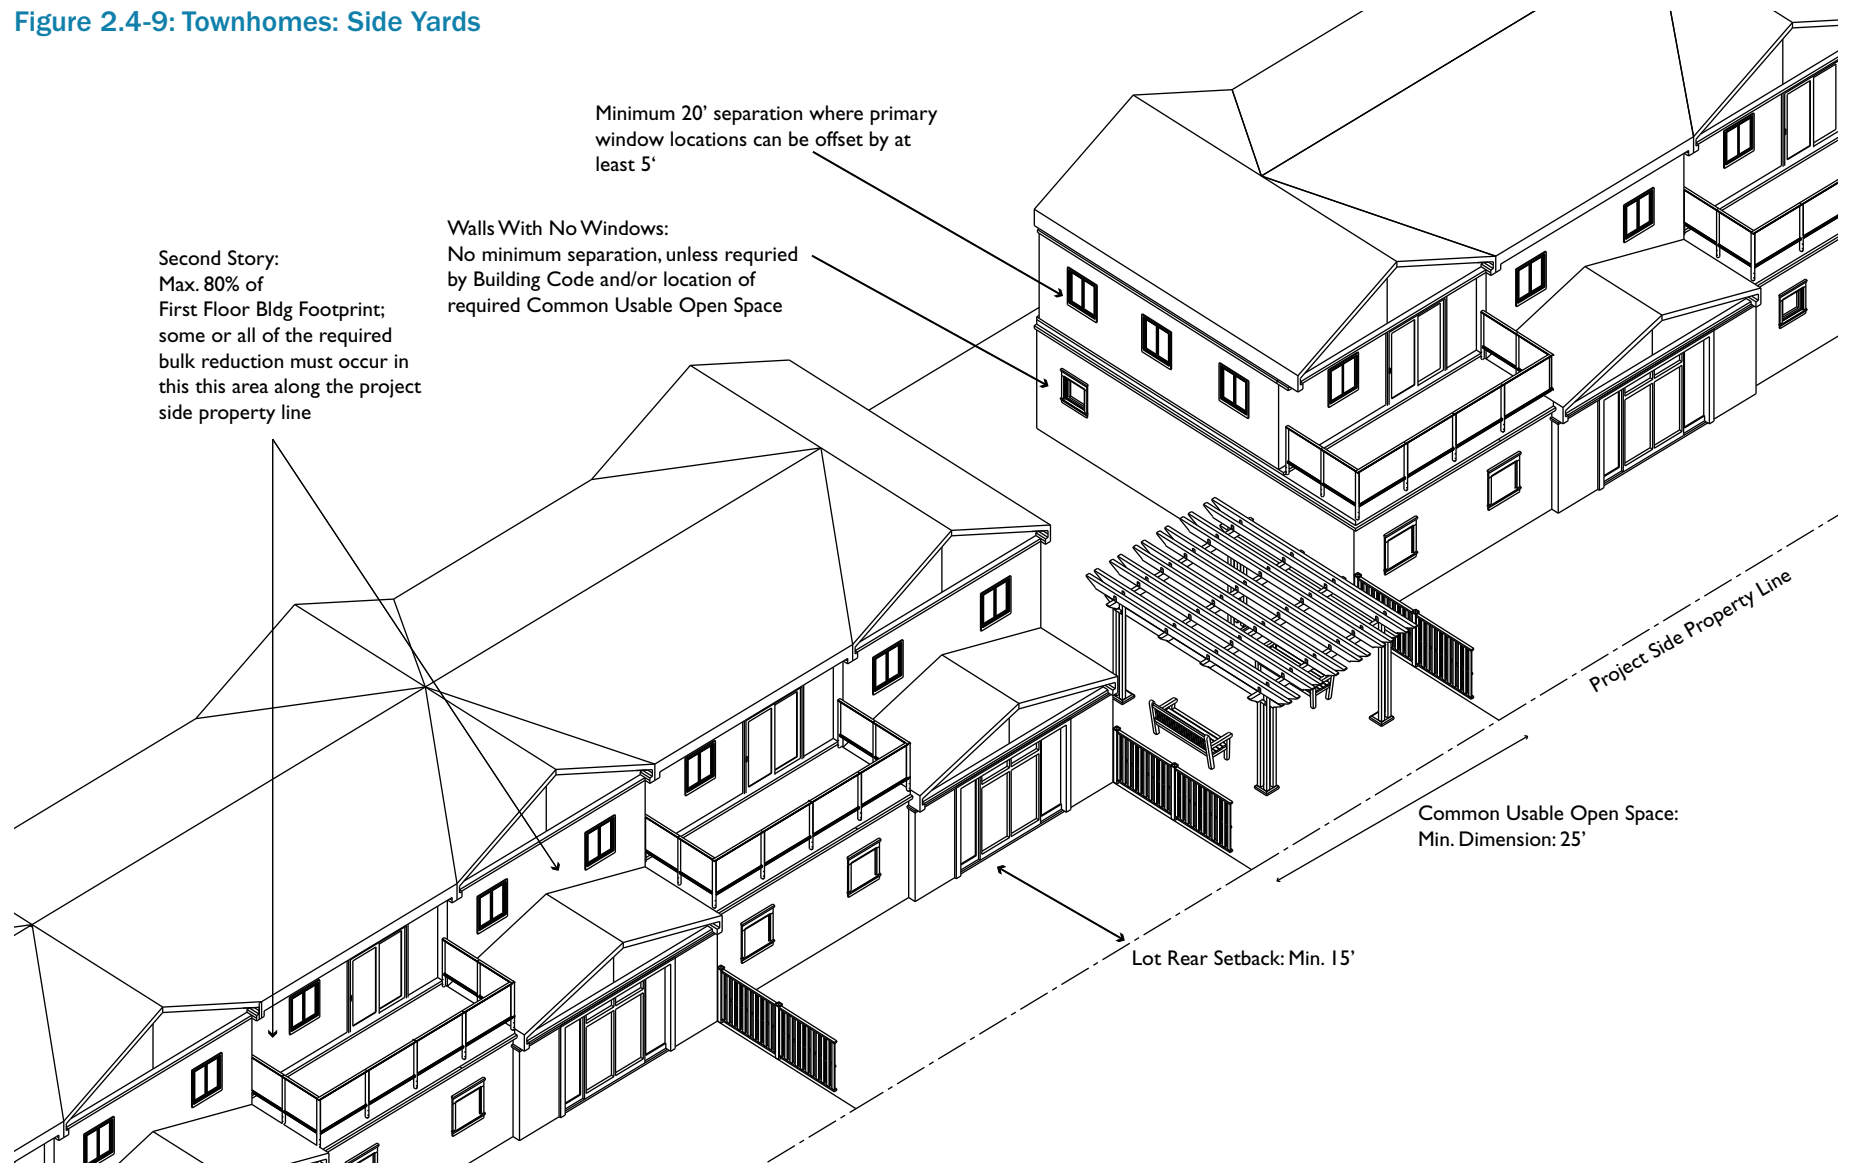 Figure 2.4-9: Townhomes: Side Yards
Minimum 20’ separation where primary
window locations can be offset by at
least 5‘
Walls With No Windows:
No minimum separation, unless requried
by Building Code and/or location of
required Common Usable Open Space
Second Story:
Max. 80% of
First Floor Bldg Footprint;
some or all of the required
bulk reduction must occur in
this this area along the project
side property line
Project Side Property Line
Common Usable Open Space:
Min. Dimension: 25’
Lot Rear Setback: Min. 15’